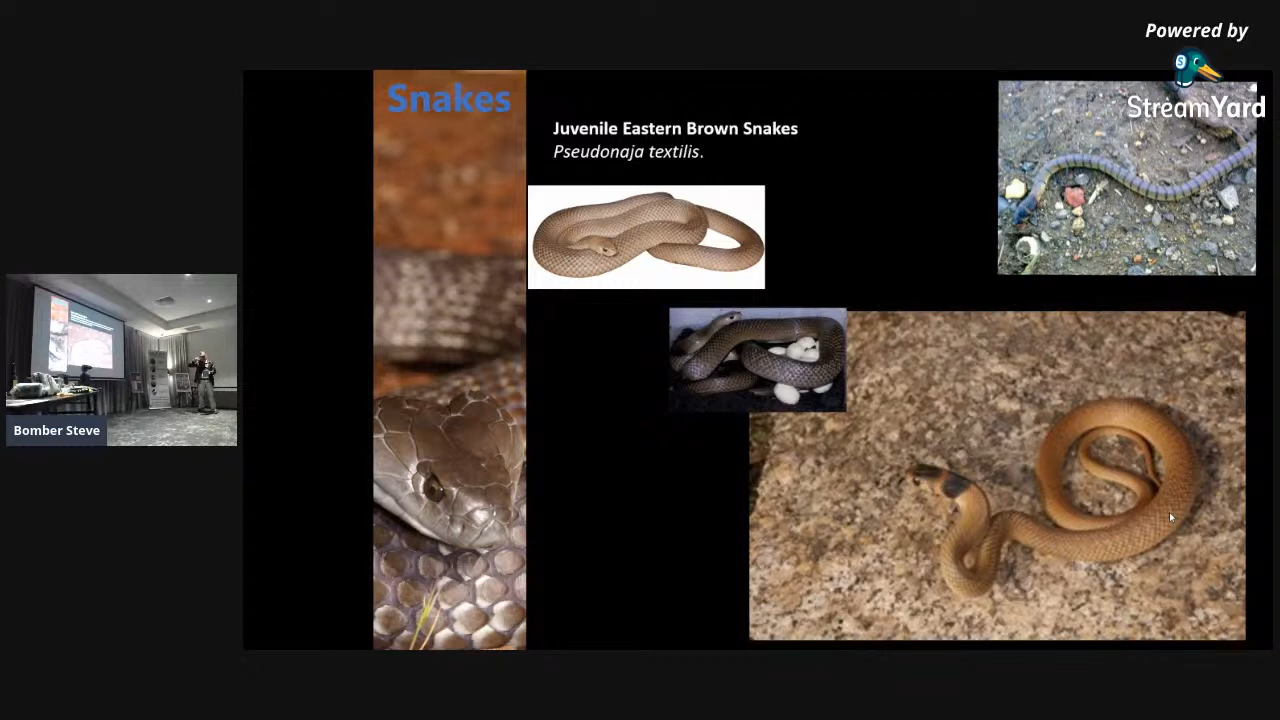 Powered by
StreamYard
Snakes
Juvenile Eastern Brown Snakes
Pseudonaja textilis.
Bomber Steve